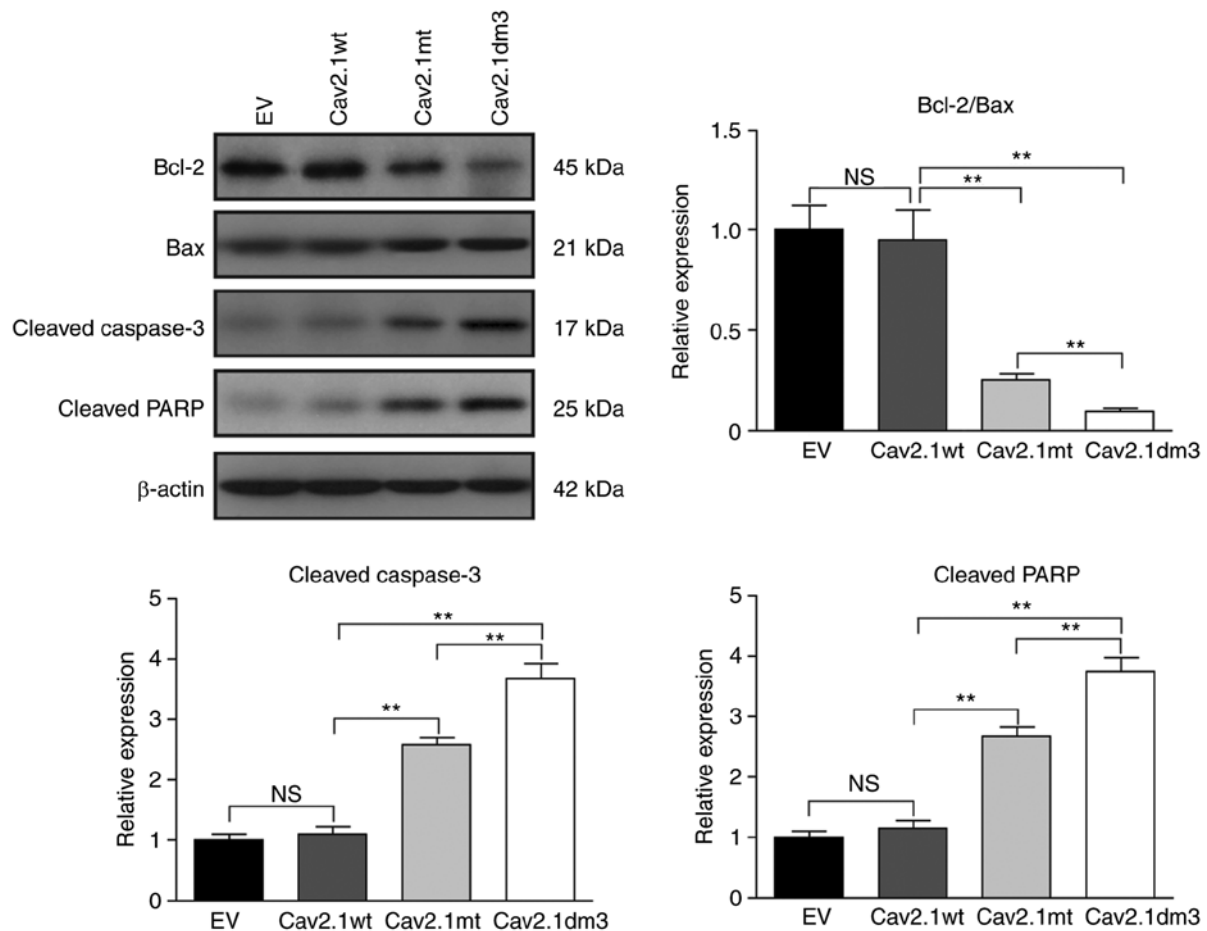 EV
Cav2.1wt
Cav2.1mt
Cav2.1dm3
Bcl-2
45 kDa
Bax
21 kDa
Cleaved caspase-3
17 kDa
Cleaved PARP
25 kDa
β-actin
42 kDa
Bcl-2/Bax
Relative expression
1.5
1.0
0.5
0
NS
**
**
**
EV Cav2.1wt Cav2.1mt Cav2.1dm3
Cleaved caspase-3
Relative expression
5
4
3
2
1
0
NS
**
**
**
EV Cav2.1wt Cav2.1mt Cav2.1dm3
Cleaved PARP
Relative expression
5
4
3
2
1
0
NS
**
**
**
EV Cav2.1wt Cav2.1mt Cav2.1dm3